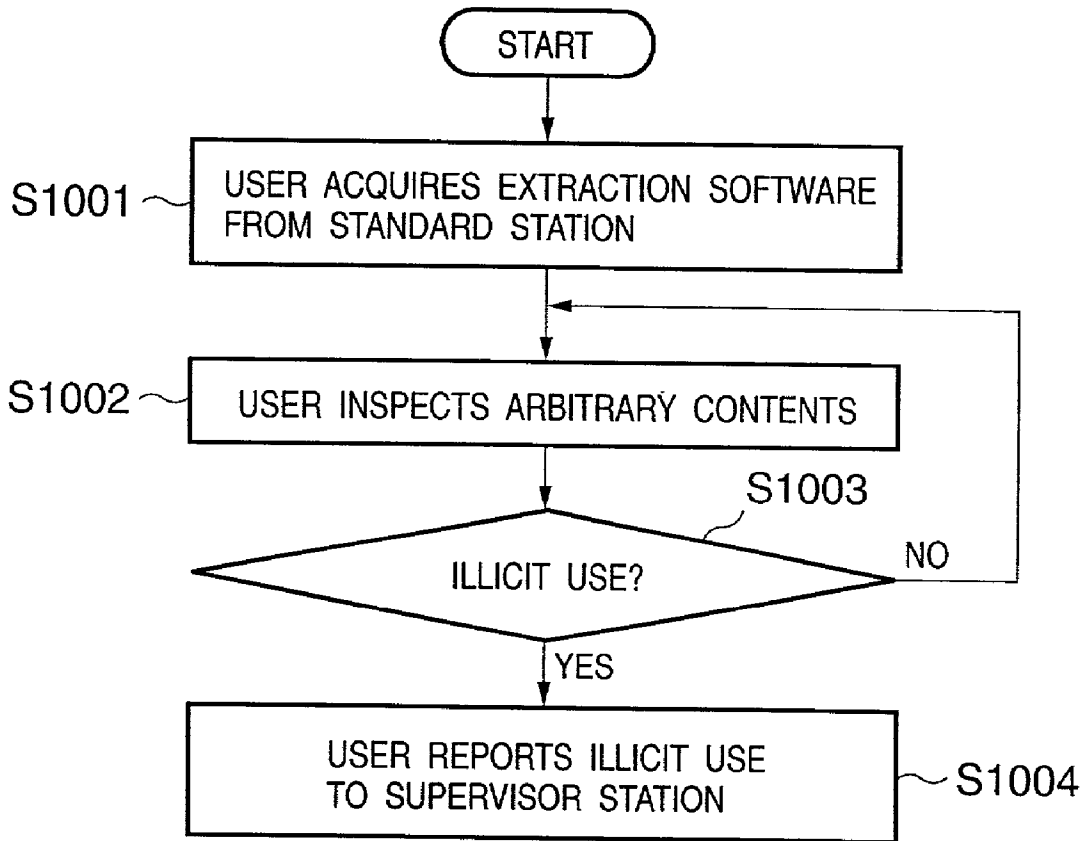 START
S1001
USER ACQUIRES EXTRACTION SOFTWARE
FROM STANDARD STATION
S1002
USER INSPECTS ARBITRARY CONTENTS
S1003
ILLICIT USE?
NO
YES
USER REPORTS ILLICIT USE
TO SUPERVISOR STATION
S1004